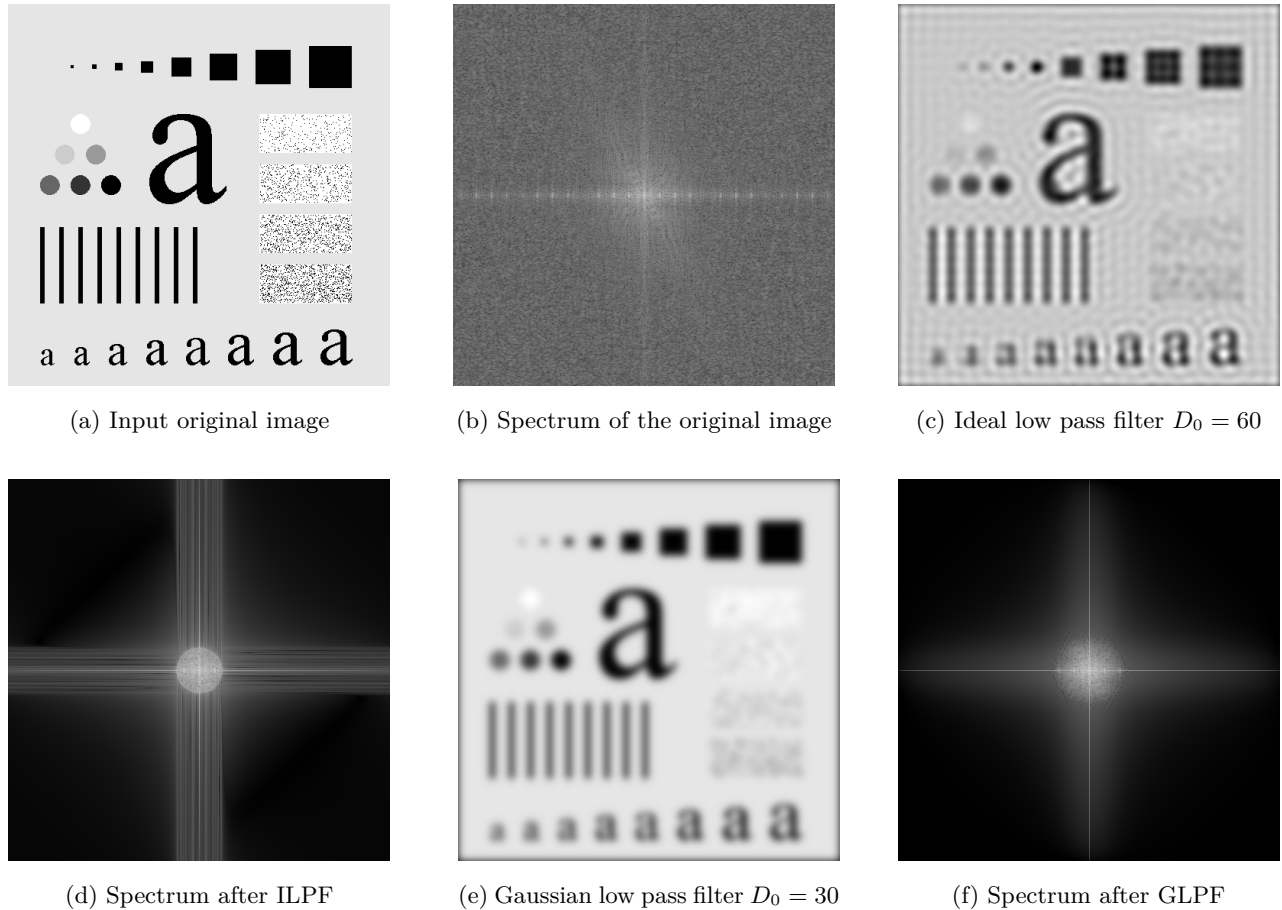 a
a a a a a a a a
(a) Input original image
(b) Spectrum of the original image
a
a a a a a a a a
(c) Ideal low pass filter D₀ = 60
(d) Spectrum after ILPF
a
a a a a a a a a
(e) Gaussian low pass filter D₀ = 30
(f) Spectrum after GLPF